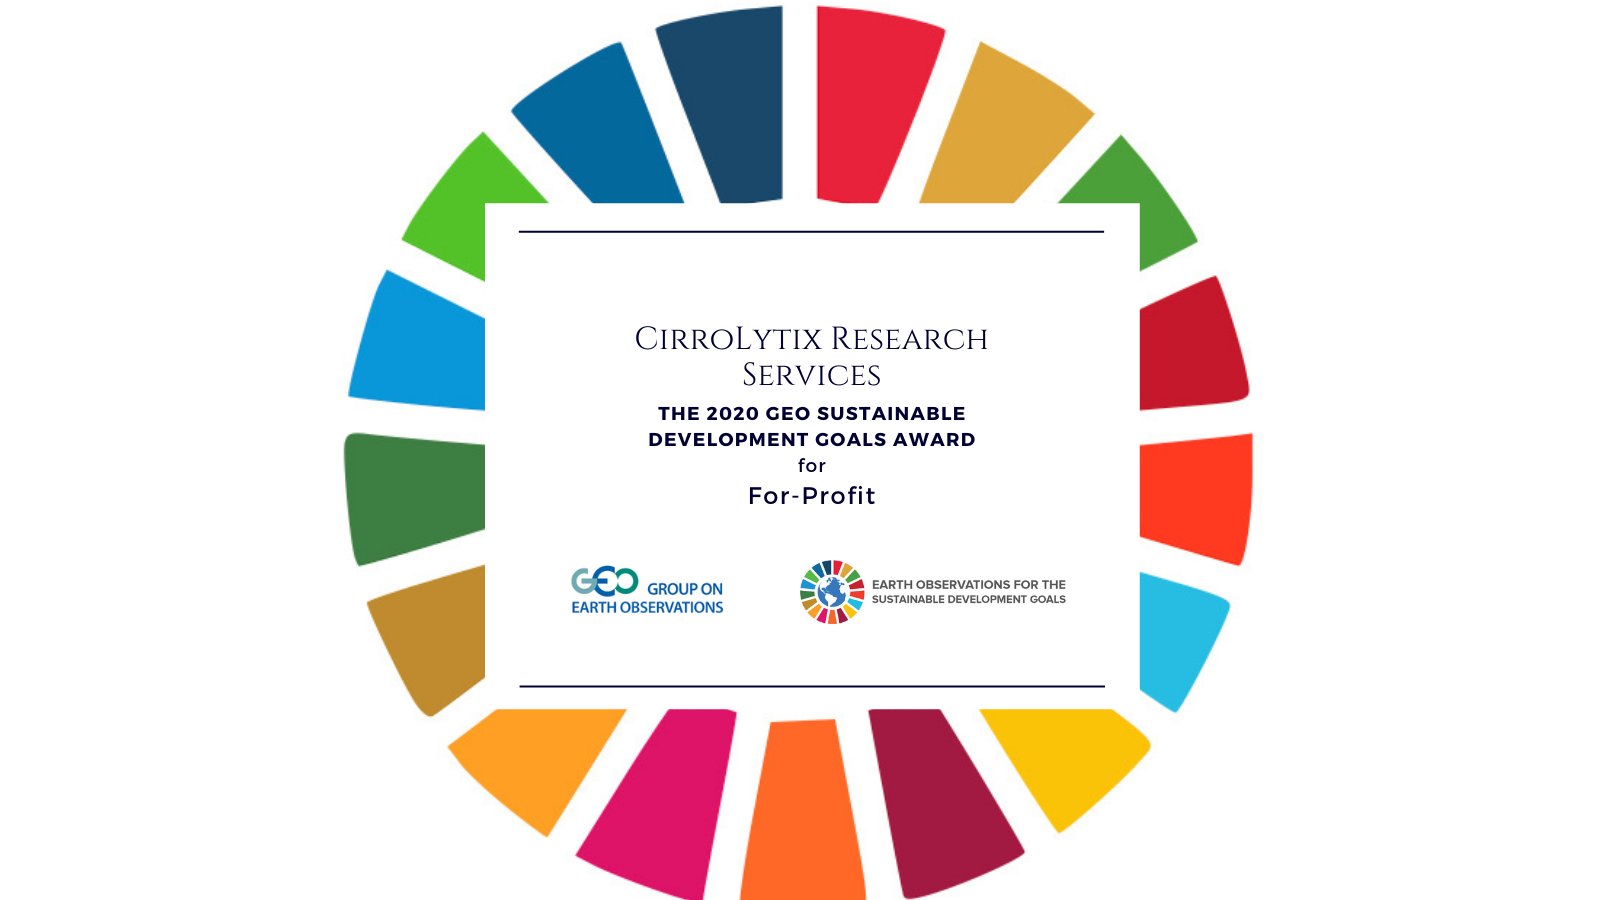 CirroLytix Research
Services
THE 2020 GEO SUSTAINABLE
DEVELOPMENT GOALS AWARD
for
For-Profit
GEO GROUP ON
EARTH OBSERVATIONS
EARTH OBSERVATIONS FOR THE
SUSTAINABLE DEVELOPMENT GOALS